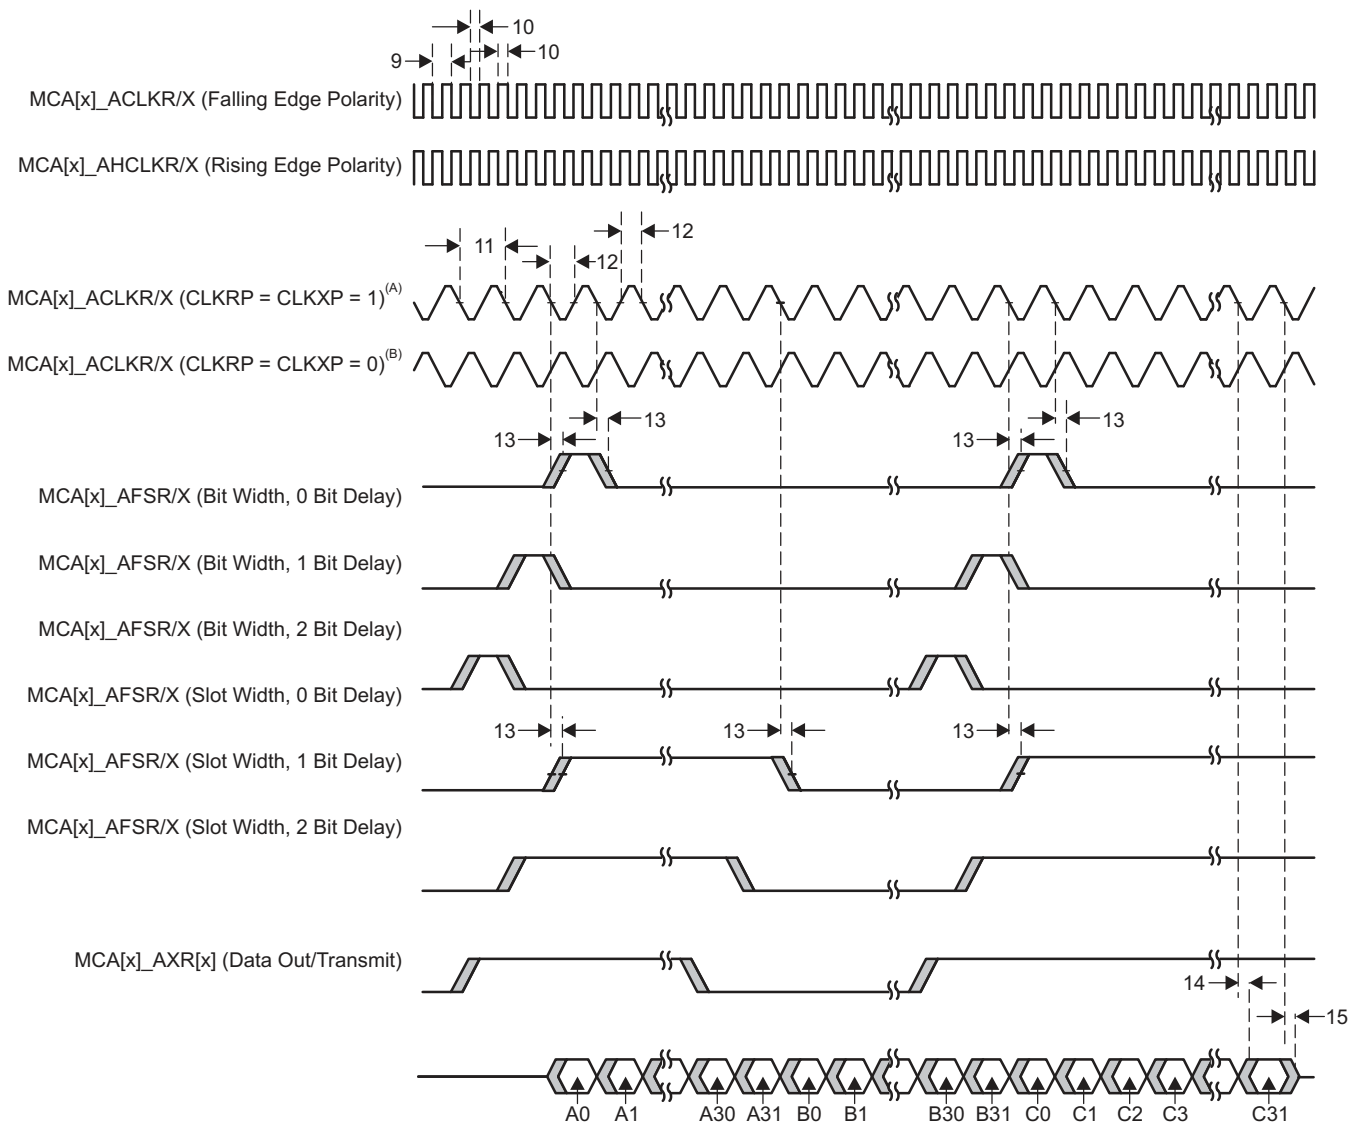 10
9
10
MCA[x]_ACLKR/X (Falling Edge Polarity)
MCA[x]_AHCLKR/X (Rising Edge Polarity)
12
11
12
MCA[x]_ACLKR/X (CLKRP = CLKXP = 1)(A)
MCA[x]_ACLKR/X (CLKRP = CLKXP = 0)(B)
13
13
13
13
MCA[x]_AFSR/X (Bit Width, 0 Bit Delay)
MCA[x]_AFSR/X (Bit Width, 1 Bit Delay)
MCA[x]_AFSR/X (Bit Width, 2 Bit Delay)
MCA[x]_AFSR/X (Slot Width, 0 Bit Delay)
13 13 13
MCA[x]_AFSR/X (Slot Width, 1 Bit Delay)
MCA[x]_AFSR/X (Slot Width, 2 Bit Delay)
MCA[x]_AXR[x] (Data Out/Transmit)
14
15
A0 A1 A30 A31 B0 B1 B30 B31 C0 C1 C2 C3 C31